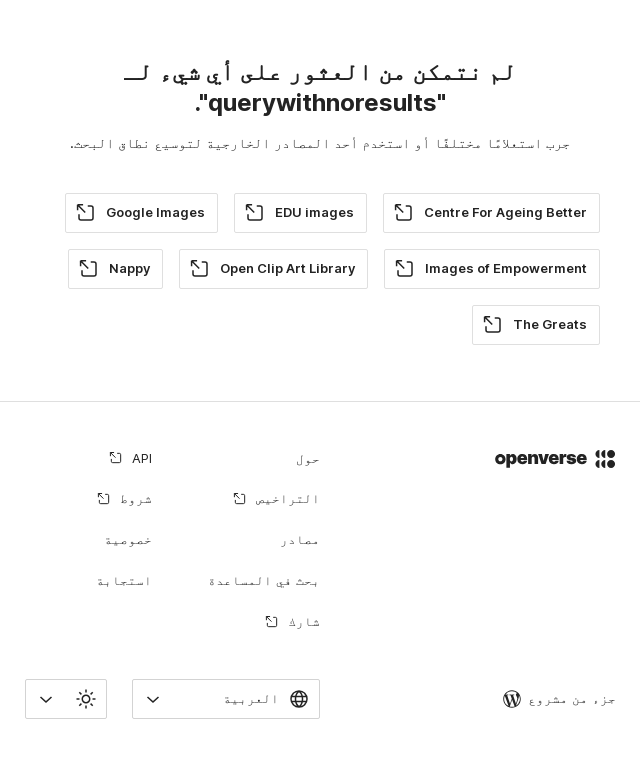 لم نتمكن من العثور على أي شيء لـ
"querywithnoresults".
جرب استعلامًا مختلفًا أو استخدم أحد المصادر الخارجية لتوسيع نطاق البحث.
Centre For Ageing Better
EDU images
Google Images
Images of Empowerment
Open Clip Art Library
Nappy
The Greats
openverse
حول
API
التراخيص
شروط
مصادر
خصوصية
بحث في المساعدة
استجابة
شارك
جزء من مشروع
العربية